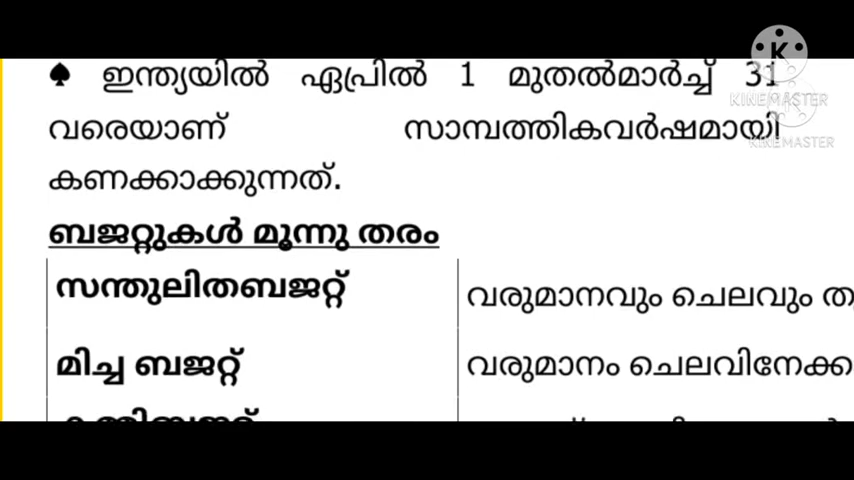 ♠ ഇന്ത്യയിൽ ഏപ്രിൽ 1 മുതൽമാർച്ച് 31
വരെയാണ് സാമ്പത്തികവർഷമായി
കണക്കാക്കുന്നത്.
ബജറ്റുകൾ മൂന്നു തരം
സന്തുലിതബജറ്റ് വരുമാനവും ചെലവും
മിച്ച ബജറ്റ് വരുമാനം
K
KINEMASTER
KINEMASTER